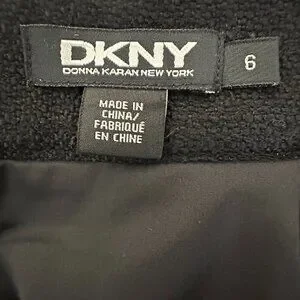 DKNY
DONNA KARAN NEW YORK
6
MADE IN
CHINA/
FABRIQUÉ
EN CHINE